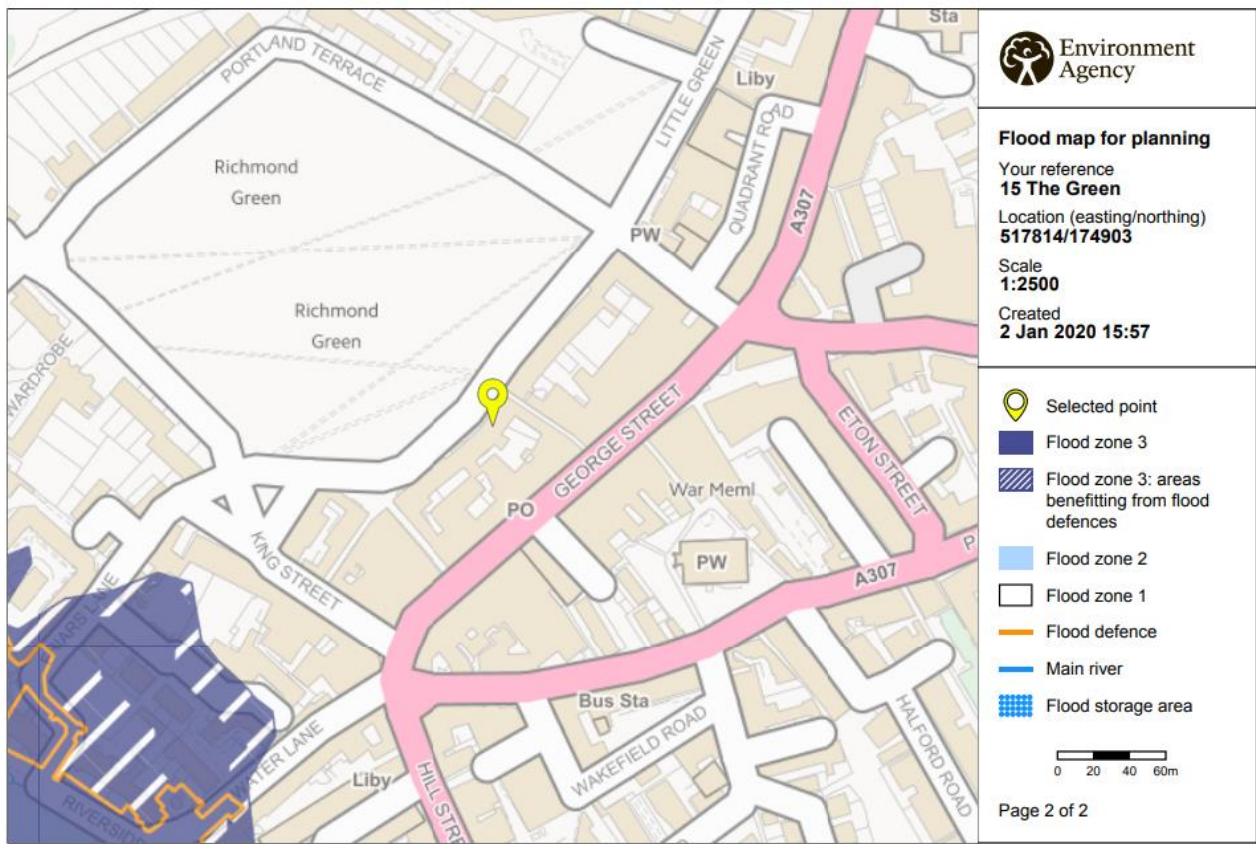 Sta
PORTLAND TERRACE
LITTLE GREEN
Liby
QUADRANT ROAD
A307
Richmond
Green
PW
Richmond
Green
WARDROBE
GEORGE STREET
ETON STREET
War Meml
PO
PW
KING STREET
A307
P
Bus Sta
WATER LANE
WAKEFIELD ROAD
HALFORD ROAD
Liby
HILL STRE
RIVERSIDE
Environment
Agency
Flood map for planning
Your reference
15 The Green
Location (easting/northing)
517814/174903
Scale
1:2500
Created
2 Jan 2020 15:57
Selected point
Flood zone 3
Flood zone 3: areas
benefitting from flood
defences
Flood zone 2
Flood zone 1
Flood defence
Main river
Flood storage area
0 20 40 60m
Page 2 of 2